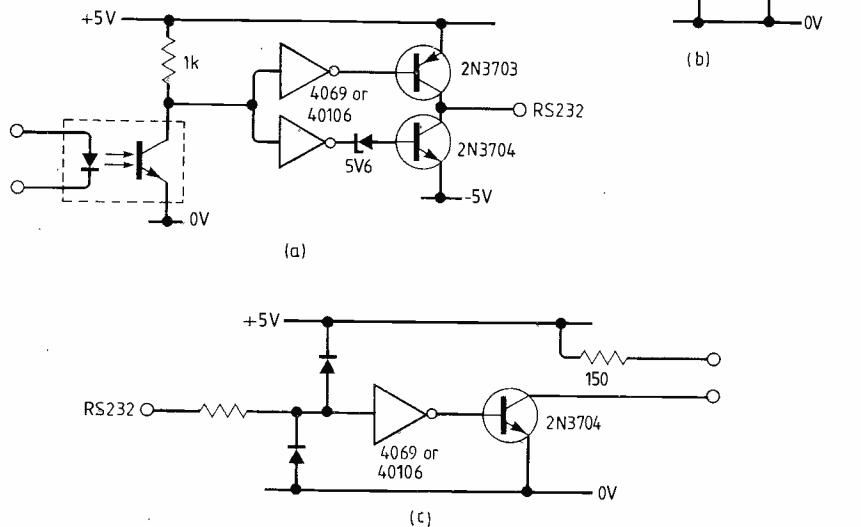 +5V
1k
2N3703
4069 or
40106
RS232
5V6
2N3704
-5V
0V
(a)
0V
(b)
+5V
150
RS232
2N3704
4069 or
40106
0V
(c)